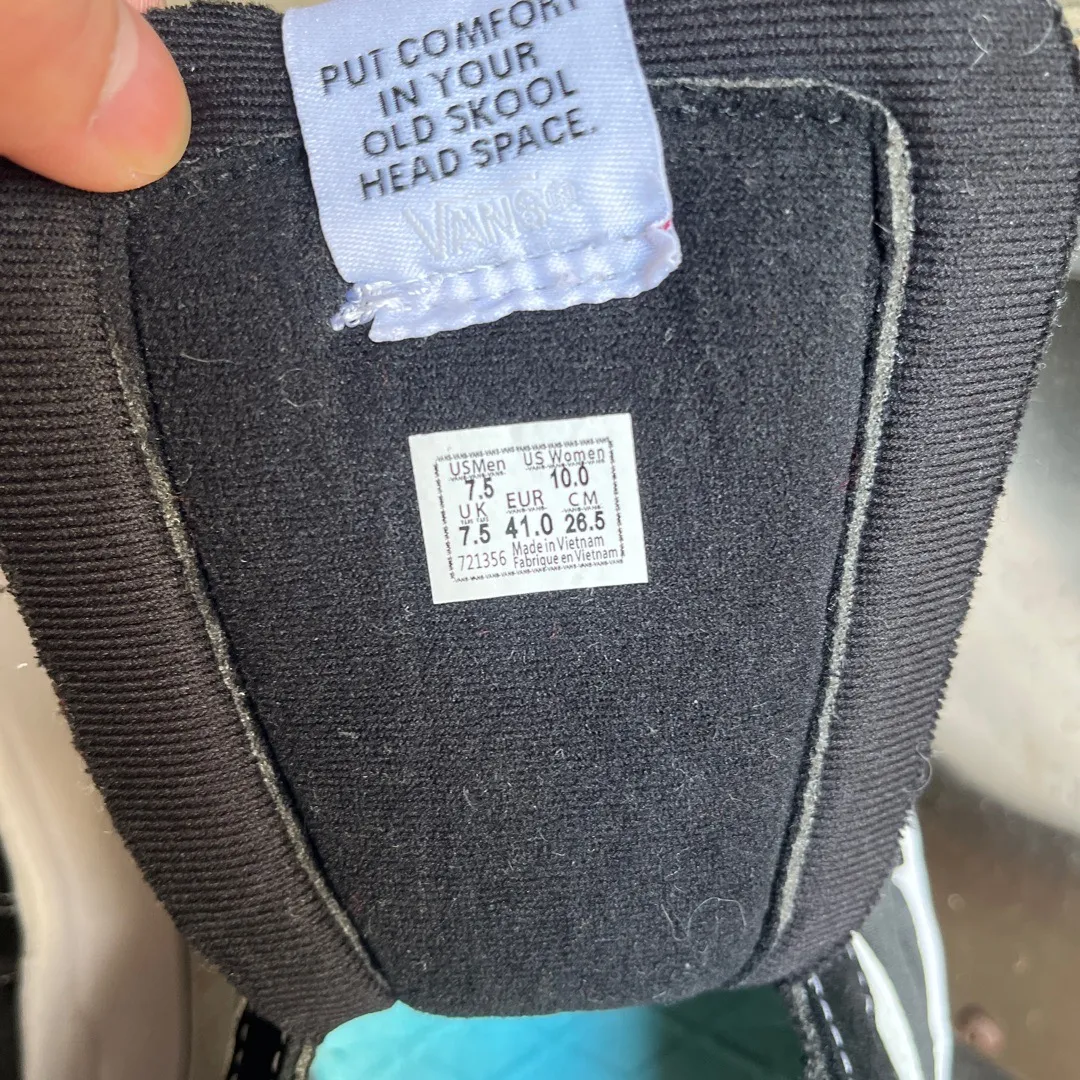 PUT COMFORT
IN YOUR
OLD SKOOL
HEAD SPACE.
VANS®
US Men US Women
7.5 10.0
UK EUR CM
7.5 41.0 26.5
721356 Made in Vietnam
Fabrique en Vietnam